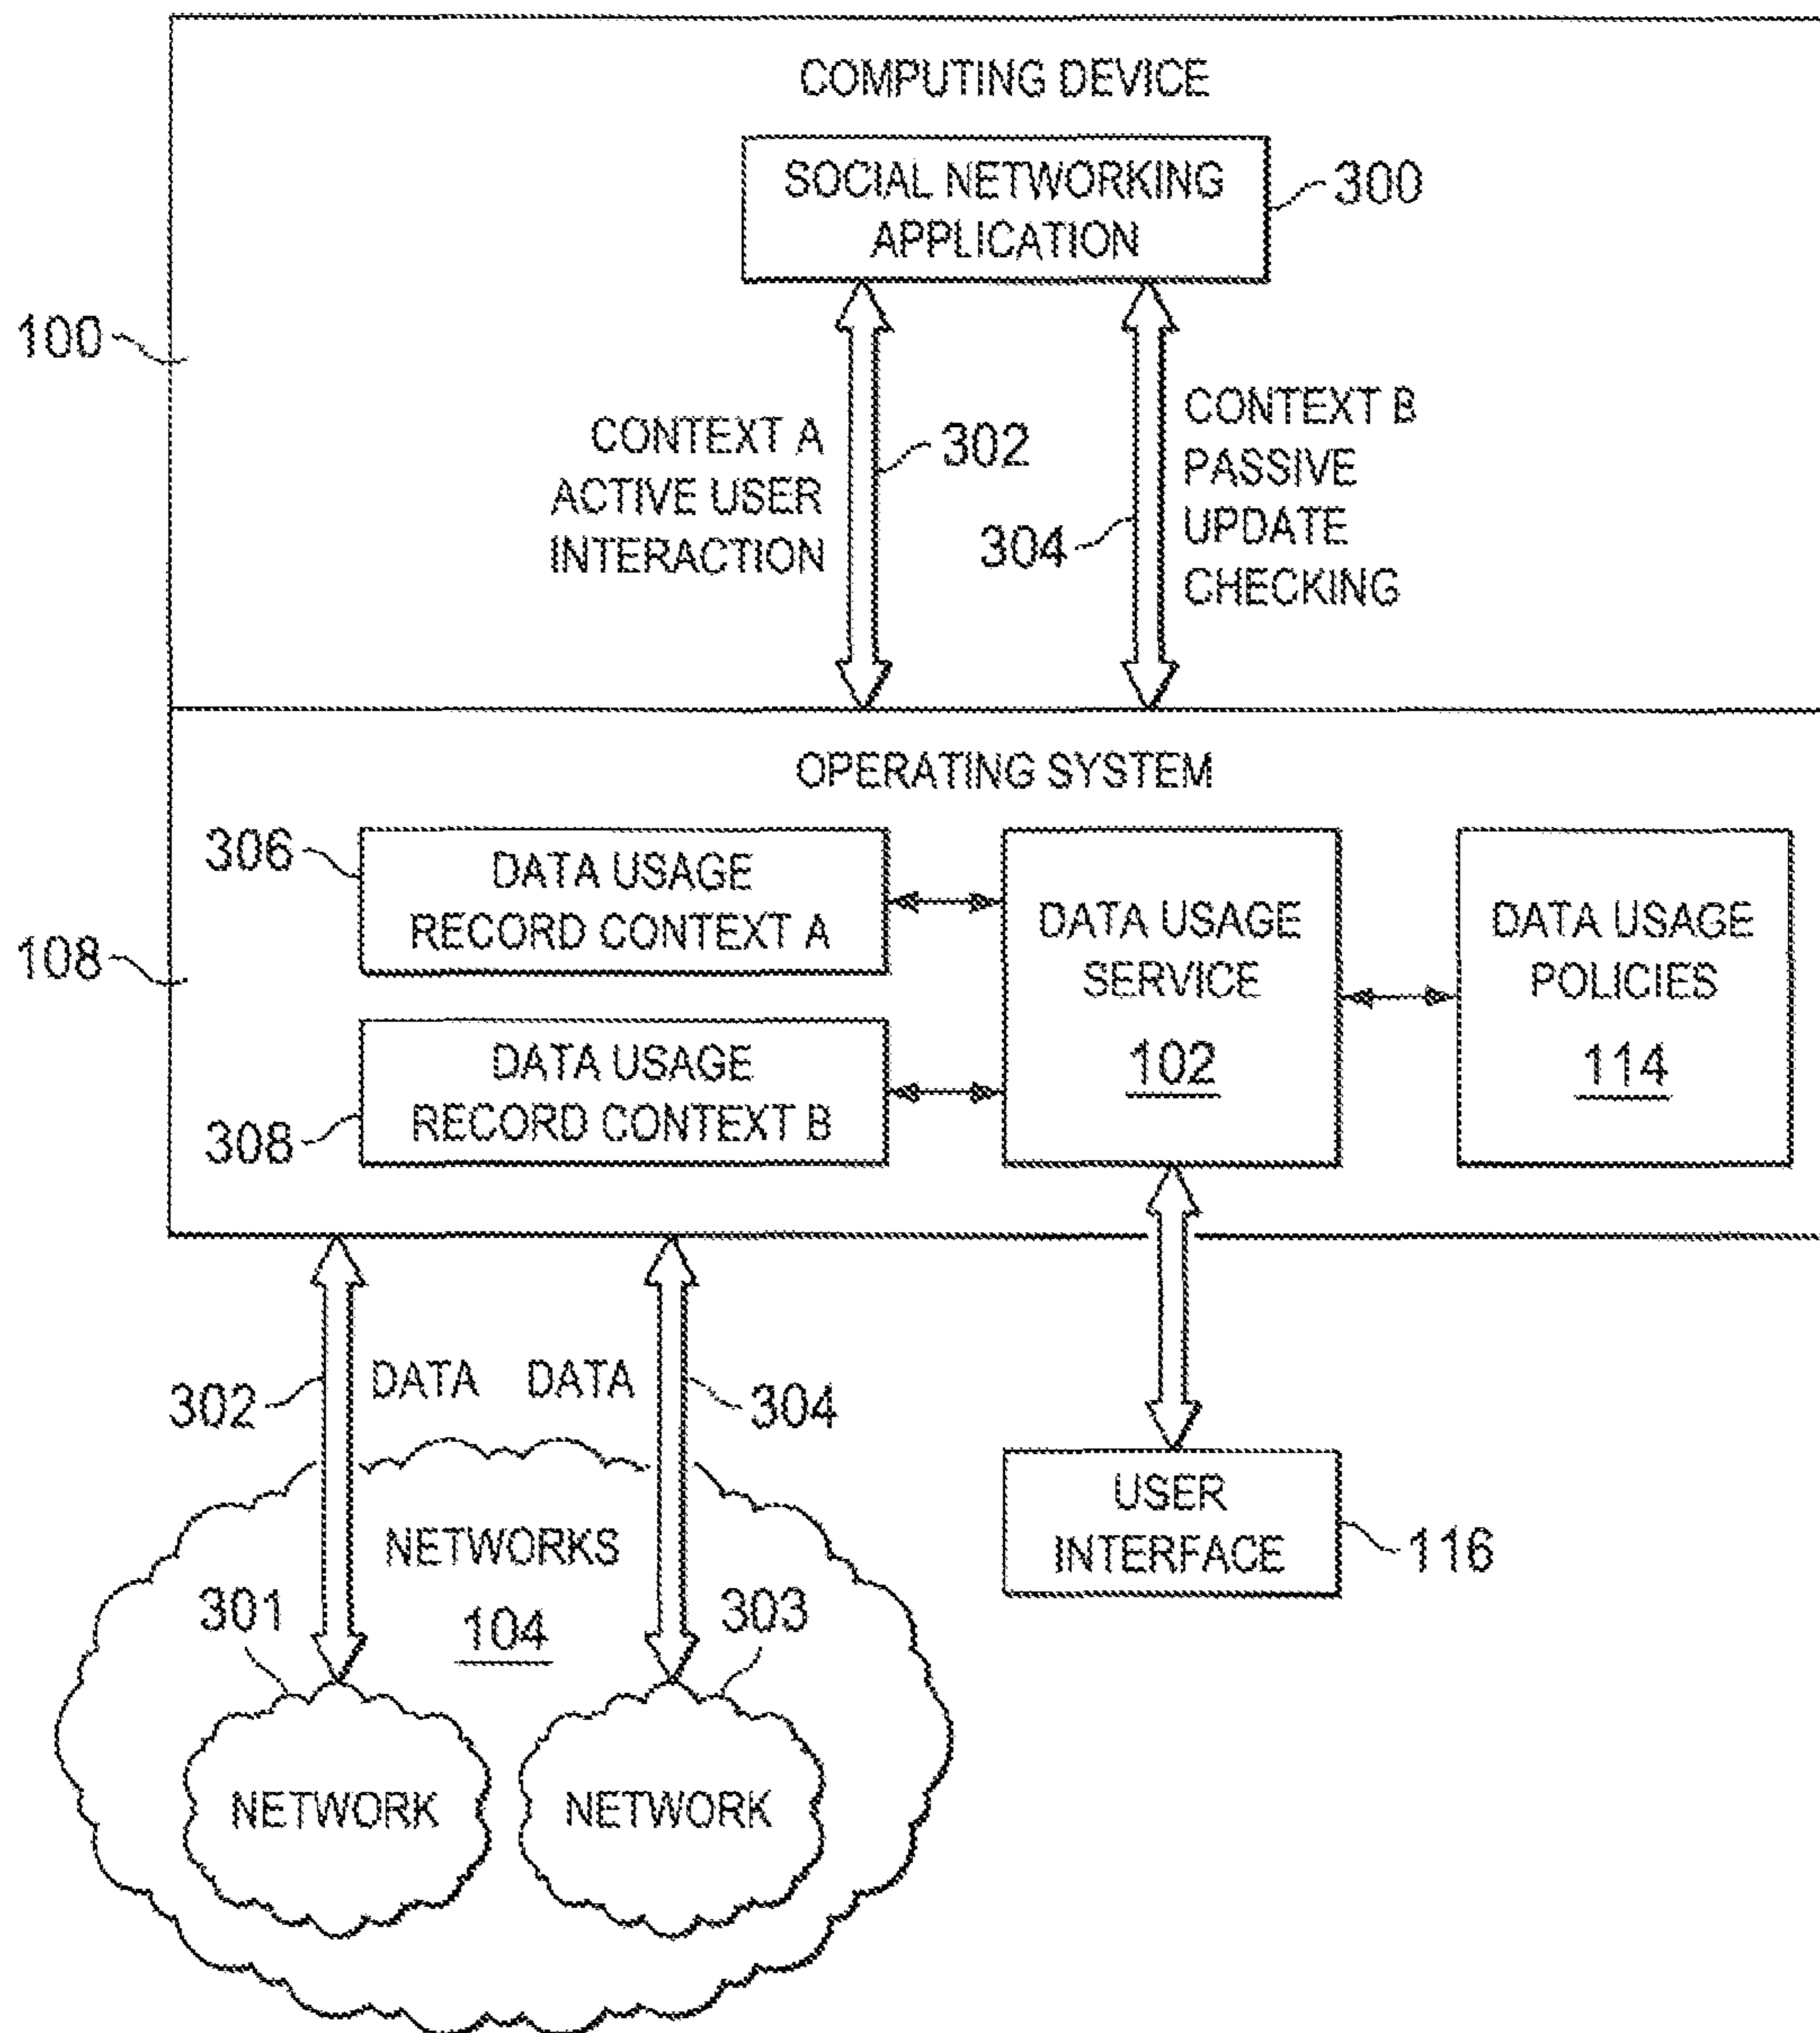 COMPUTING DEVICE
SOCIAL NETWORKING
APPLICATION
300
100
CONTEXT A
ACTIVE USER
INTERACTION
302
304
CONTEXT B
PASSIVE
UPDATE
CHECKING
OPERATING SYSTEM
306
DATA USAGE
RECORD CONTEXT A
108
308
DATA USAGE
RECORD CONTEXT B
DATA USAGE
SERVICE
102
DATA USAGE
POLICIES
114
302
DATA
DATA
304
NETWORKS
104
301
303
NETWORK
NETWORK
USER
INTERFACE
116